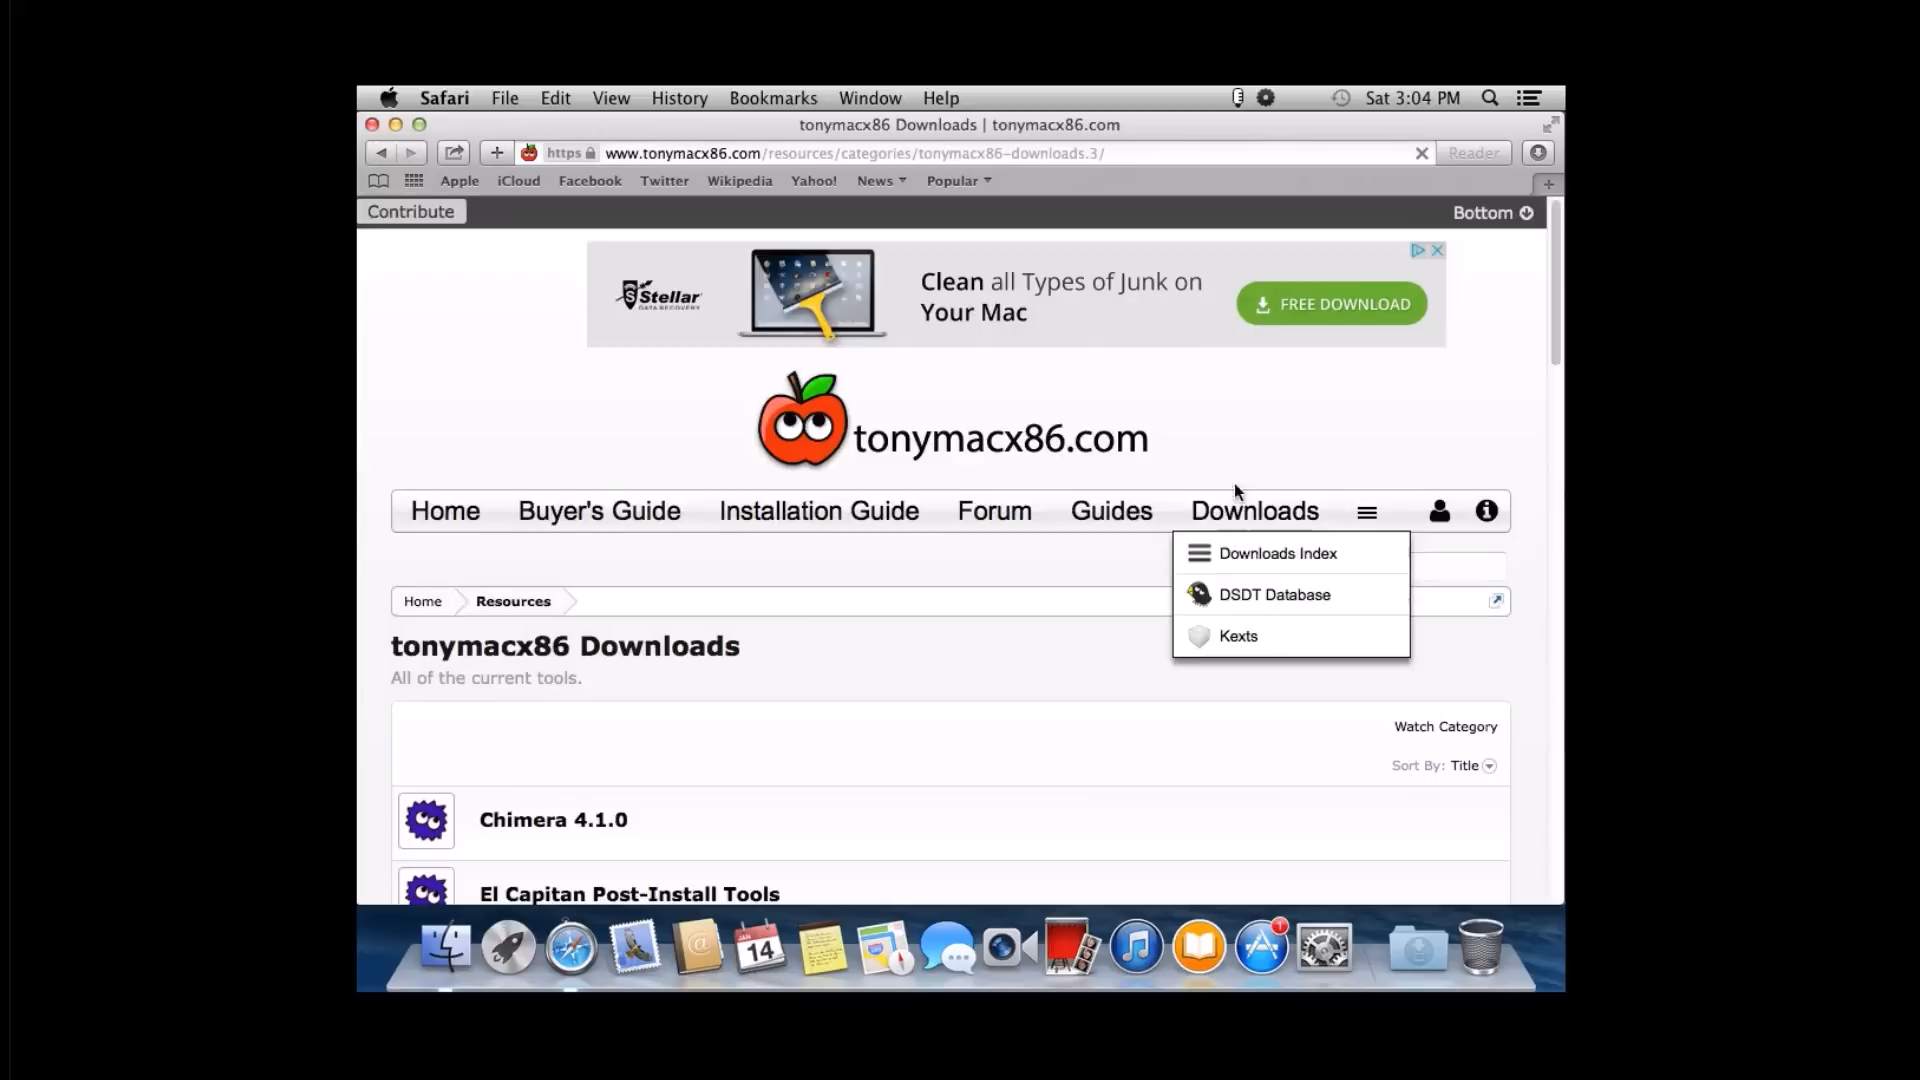 Safari File Edit View History Bookmarks Window Help Sat 3:04 PM
tonymacx86 Downloads | tonymacx86.com
https www.tonymacx86.com/resources/categories/tonymacx86-downloads.3/ Reader
Apple iCloud Facebook Twitter Wikipedia Yahoo! News Popular
Contribute Bottom
Stellar
DATA RECOVERY
Clean all Types of Junk on
Your Mac
FREE DOWNLOAD
tonymacx86.com
Home Buyer's Guide Installation Guide Forum Guides Downloads
Downloads Index
DSDT Database
Kexts
Home Resources
tonymacx86 Downloads
All of the current tools.
Watch Category
Sort By: Title
Chimera 4.1.0
El Capitan Post-Install Tools
JAN
14
1